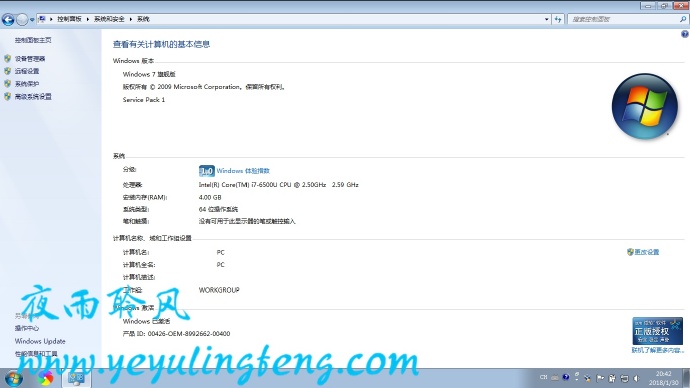 控制面板 ▸ 系统和安全 ▸ 系统
搜索控制面板
控制面板主页
设备管理器
远程设置
系统保护
高级系统设置
查看有关计算机的基本信息
Windows 版本
Windows 7 旗舰版
版权所有 © 2009 Microsoft Corporation。保留所有权利。
Service Pack 1
系统
分级:
1.0 Windows 体验指数
处理器:
Intel(R) Core(TM) i7-6500U CPU @ 2.50GHz 2.59 GHz
安装内存(RAM):
4.00 GB
系统类型:
64 位操作系统
笔和触摸:
没有可用于此显示器的笔或触控输入
计算机名称、域和工作组设置
计算机名:
PC
更改设置
计算机全名:
PC
计算机描述:
工作组:
WORKGROUP
Windows 激活
Windows 已激活
产品 ID: 00426-OEM-8992662-00400
正版授权
联机了解更多内容...
操作中心
Windows Update
性能信息和工具
夜雨聆风
www.yeyulingfeng.com
CH
20:42
2018/1/30